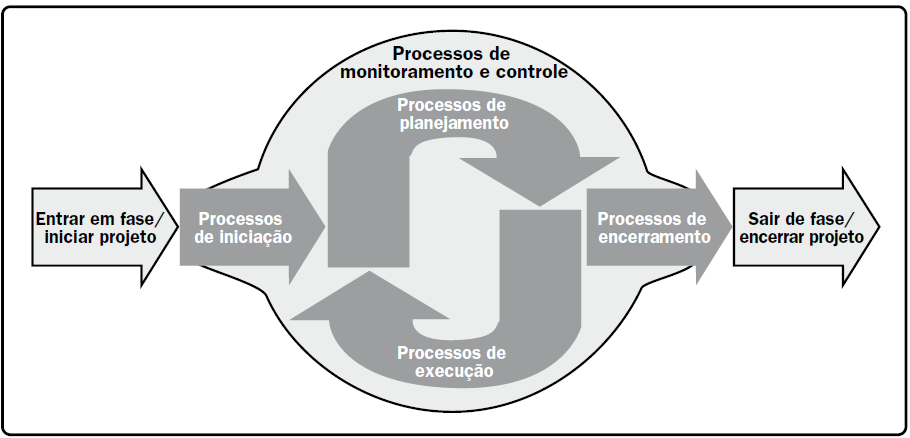 Processos de
monitoramento e controle
Processos de
planejamento
Entrar em fase/
iniciar projeto
Processos
de iniciação
Processos de
encerramento
Sair de fase/
encerrar projeto
Processos de
execução